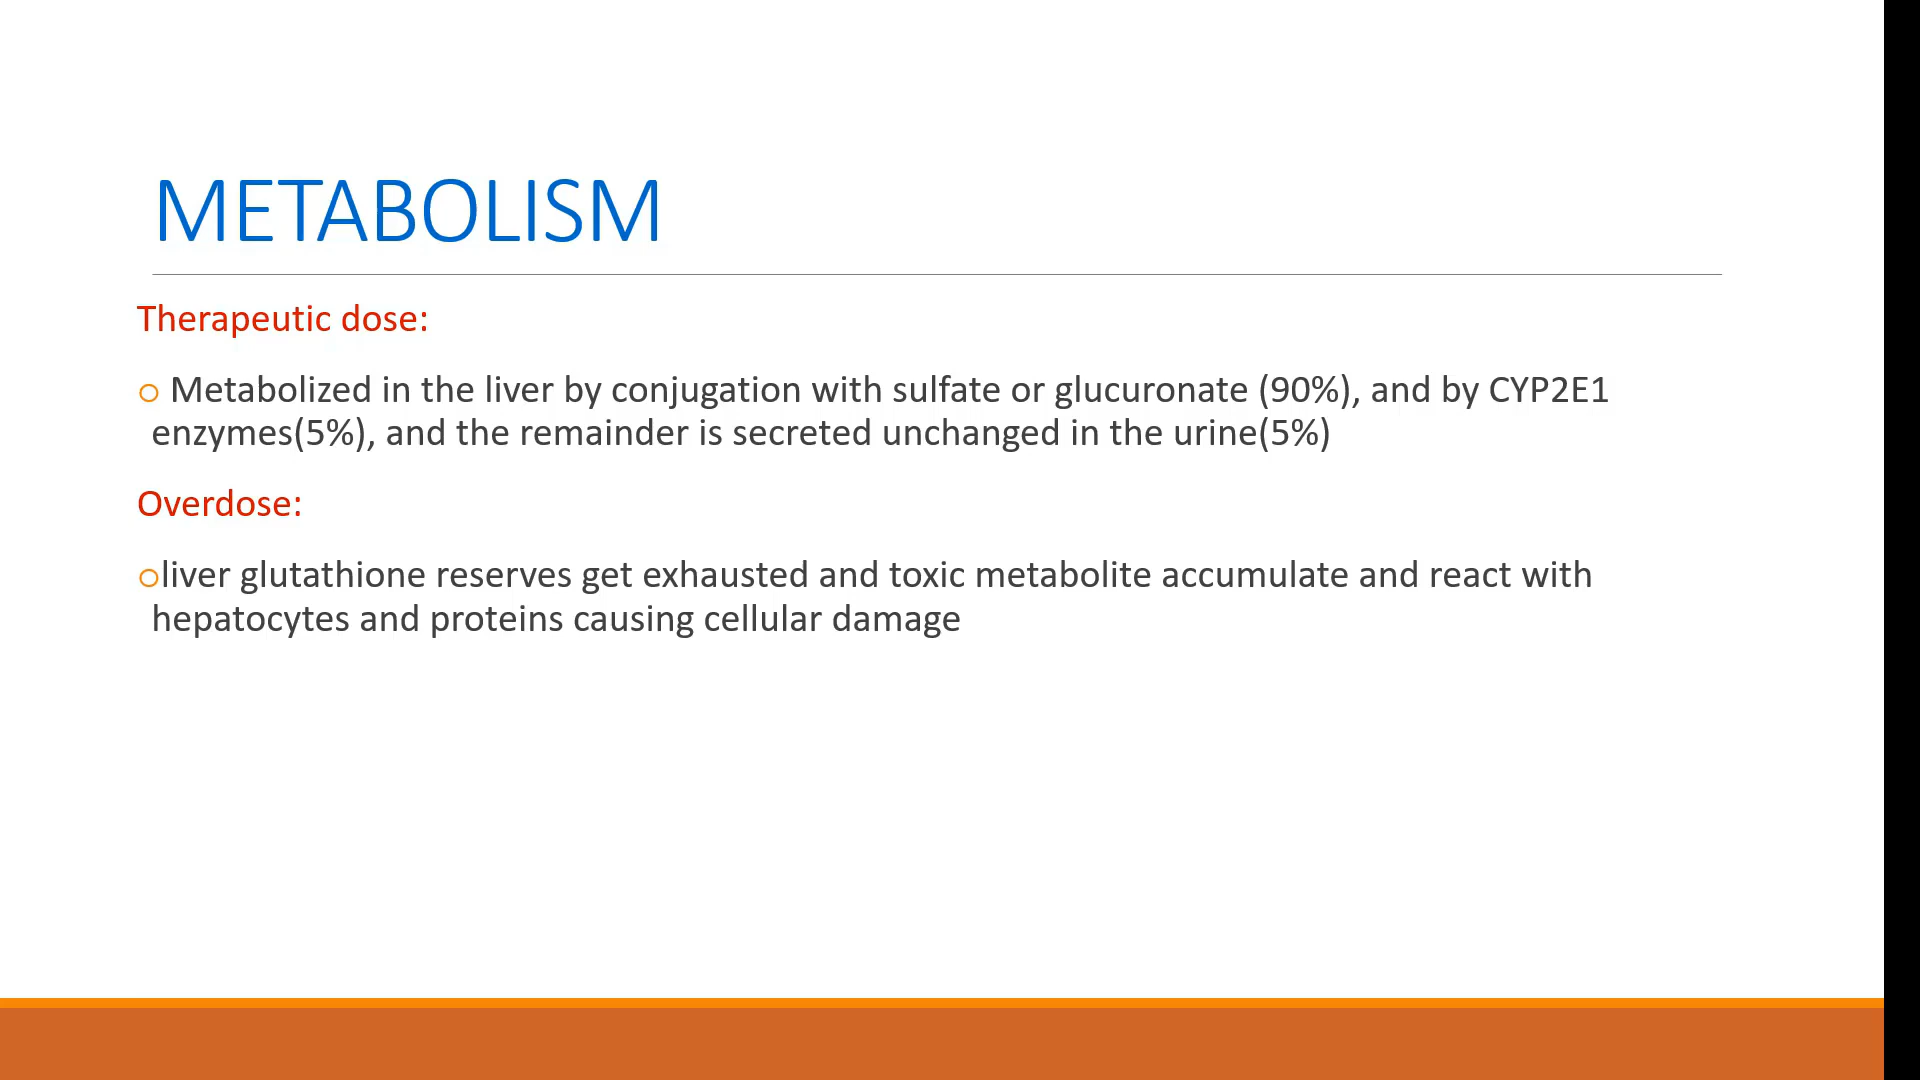 METABOLISM
Therapeutic dose:
o Metabolized in the liver by conjugation with sulfate or glucuronate (90%), and by CYP2E1
enzymes(5%), and the remainder is secreted unchanged in the urine(5%)
Overdose:
oliver glutathione reserves get exhausted and toxic metabolite accumulate and react with
hepatocytes and proteins causing cellular damage